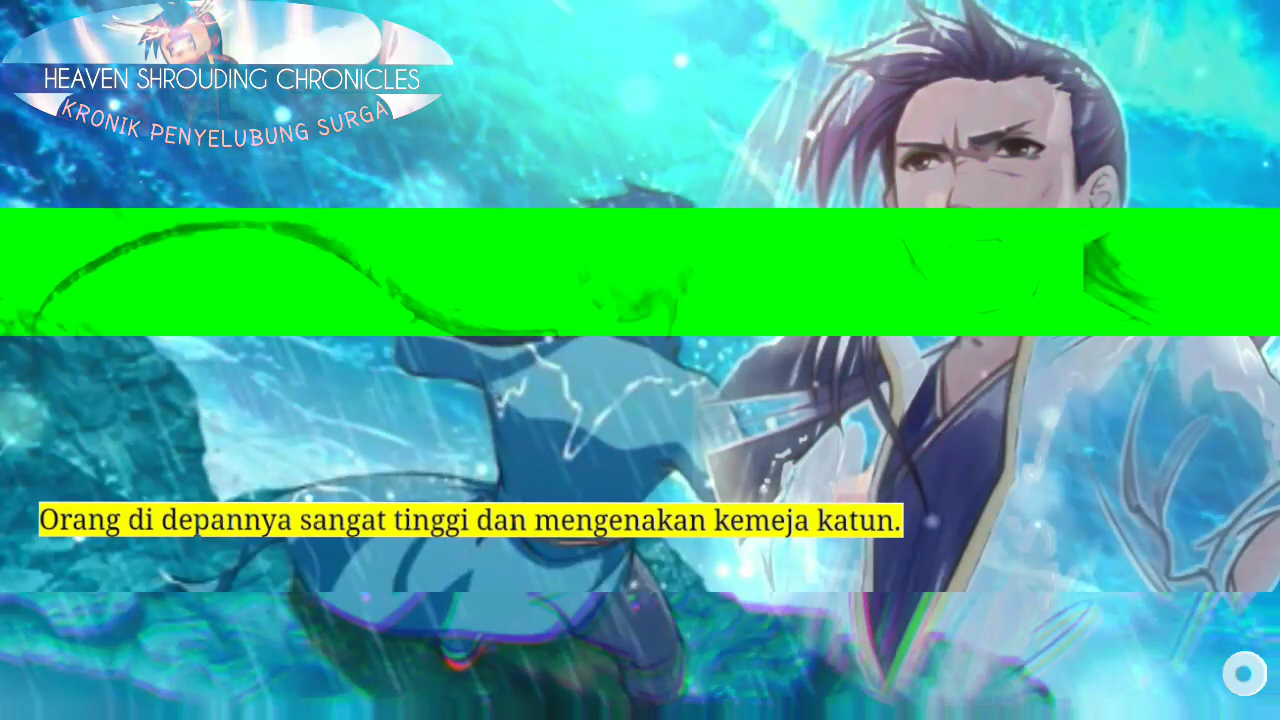 HEAVEN SHROUDING CHRONICLES
KRONIK PENYELUBUNG SURGA
Orang di depannya sangat tinggi dan mengenakan kemeja katun.